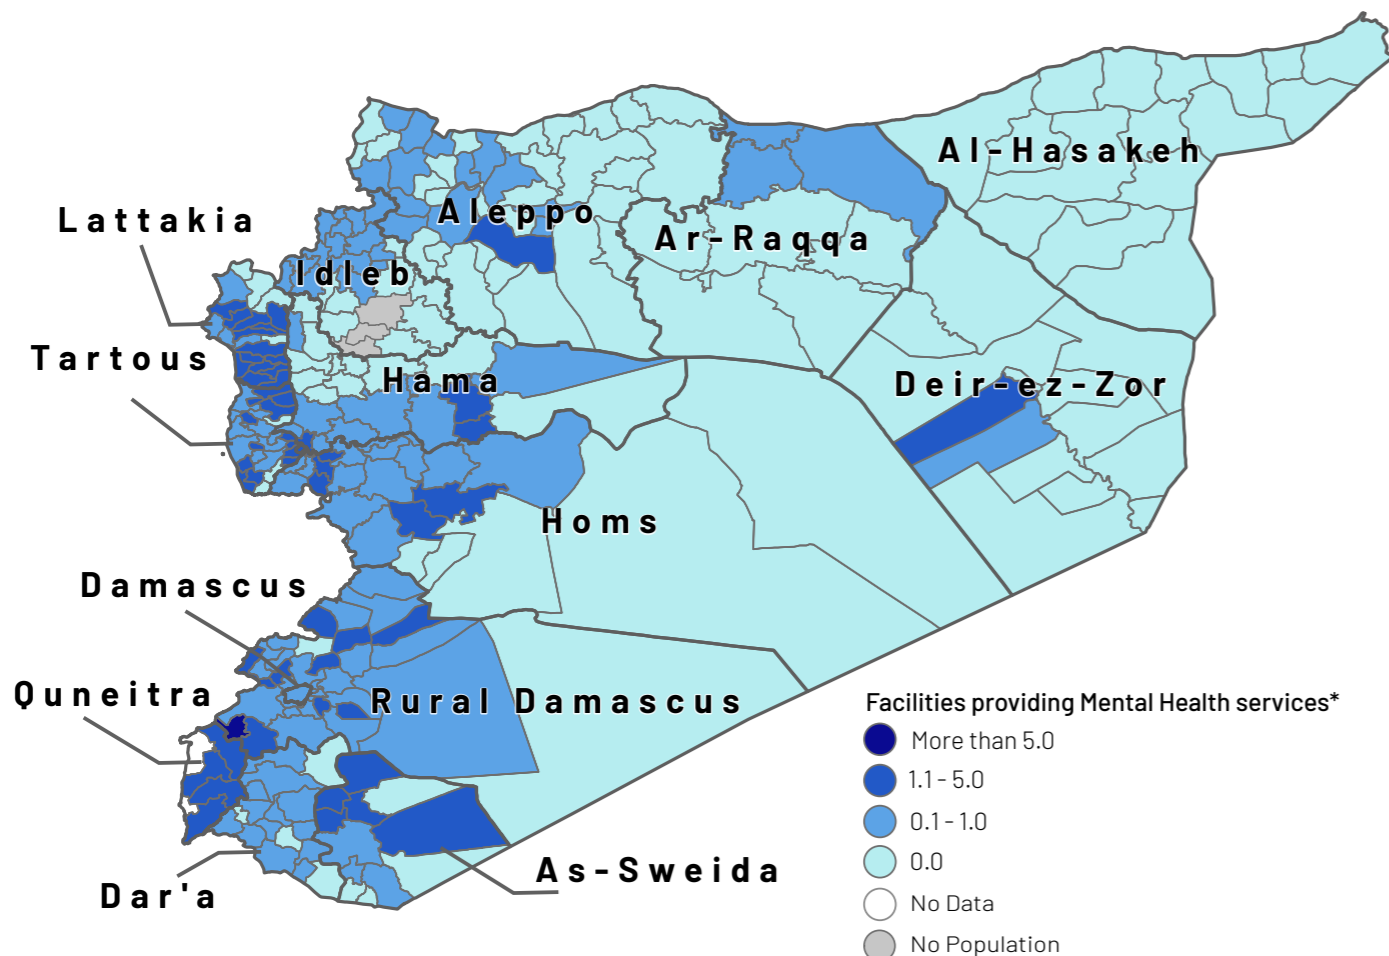 Al-Hasakeh
Lattakia
Aleppo
Ar-Raqqa
Idleb
Tartous
Hama
Deir-ez-Zor
Homs
Damascus
Quneitra
Rural Damascus
As-Sweida
Dar'a
Facilities providing Mental Health services*
More than 5.0
1.1 - 5.0
0.1 - 1.0
0.0
No Data
No Population